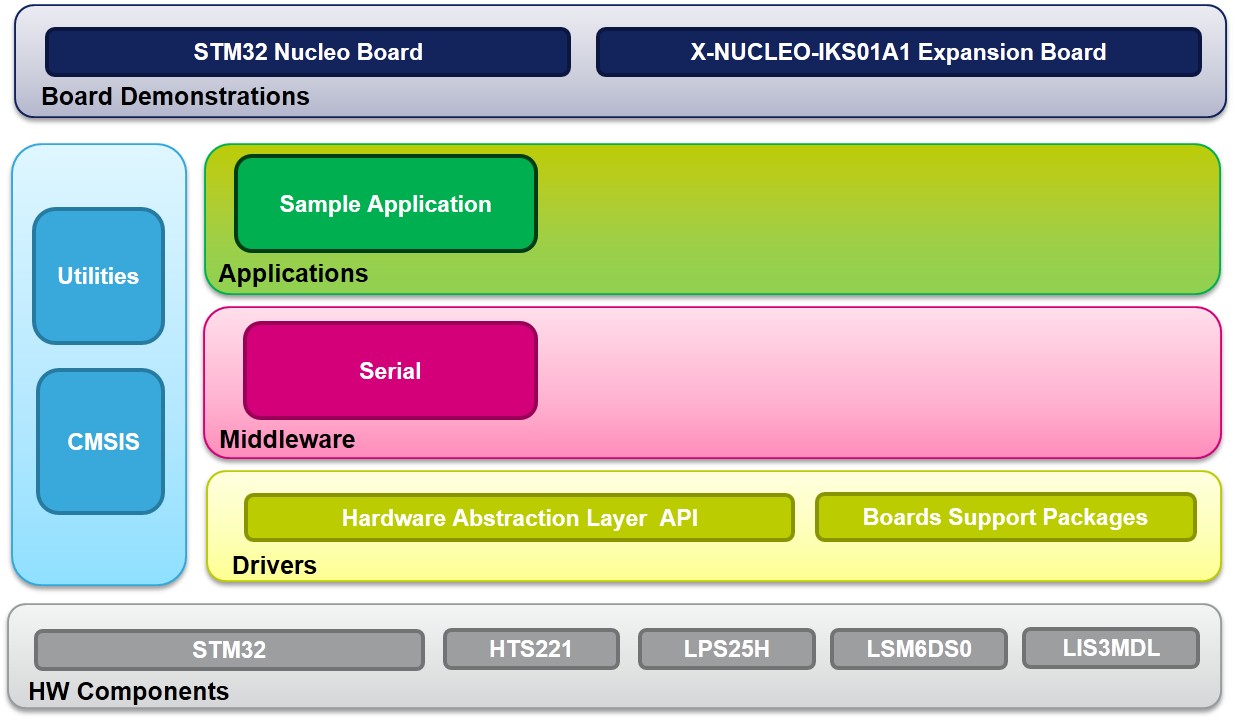 STM32 Nucleo Board
X-NUCLEO-IKS01A1 Expansion Board
Board Demonstrations
Utilities
CMSIS
Sample Application
Applications
Serial
Middleware
Hardware Abstraction Layer  API
Boards Support Packages
Drivers
STM32
HTS221
LPS25H
LSM6DS0
LIS3MDL
HW Components